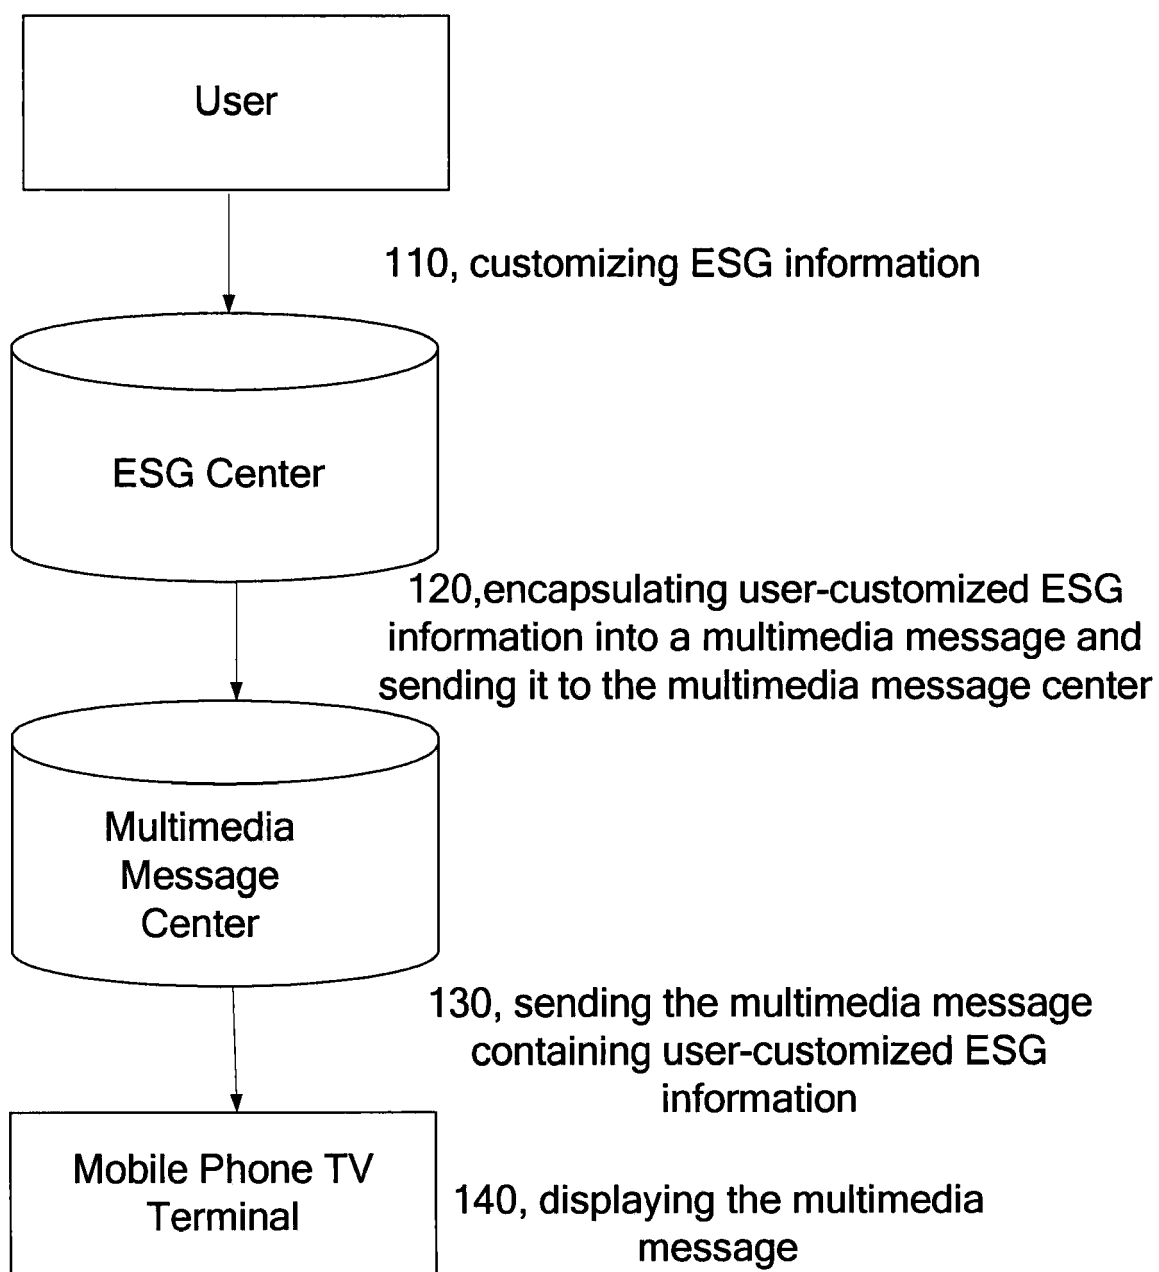 User
110, customizing ESG information
ESG Center
120,encapsulating user-customized ESG
information into a multimedia message and
sending it to the multimedia message center
Multimedia
Message
Center
130, sending the multimedia message
containing user-customized ESG
information
Mobile Phone TV
Terminal
140, displaying the multimedia
message